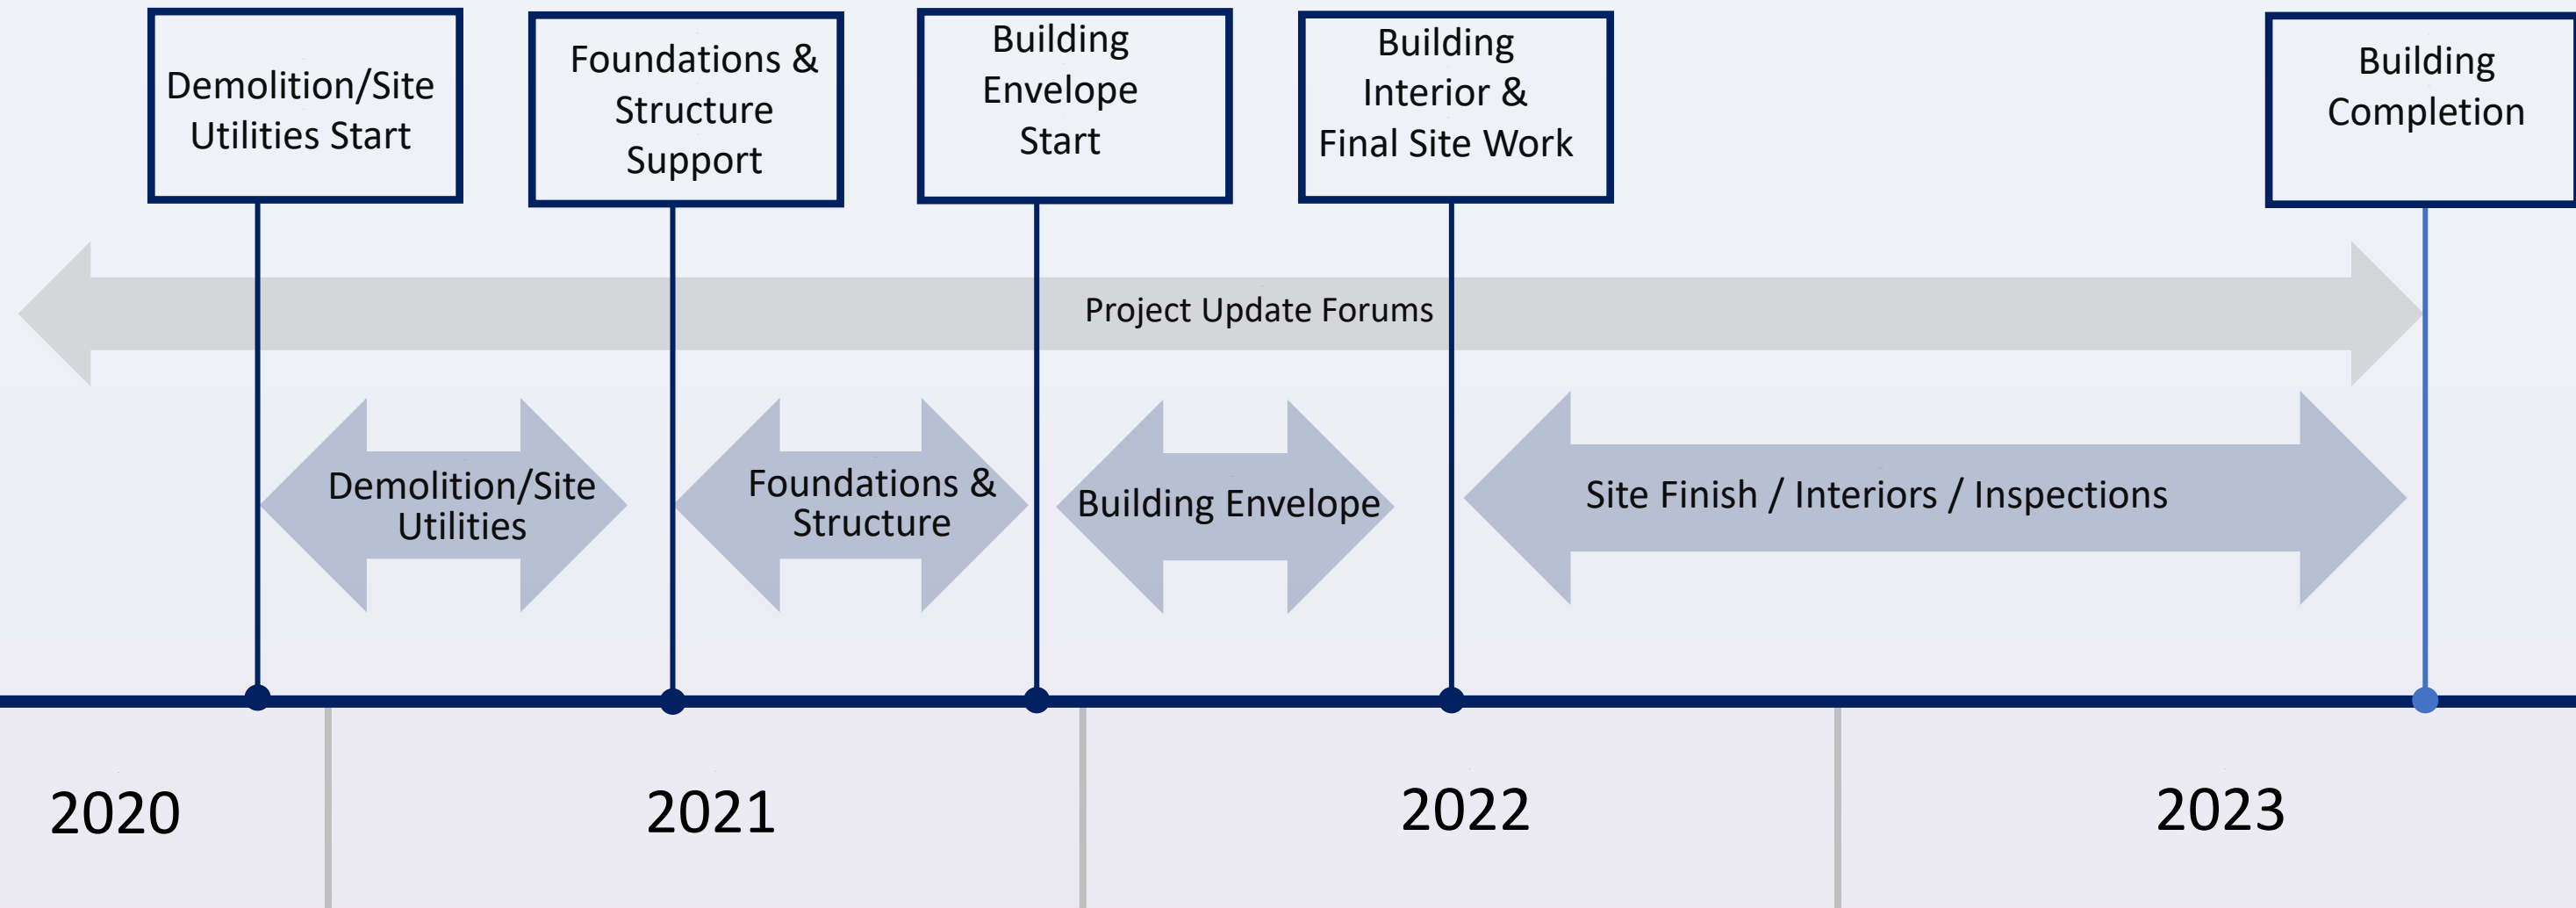 Demolition/Site
Utilities Start
Foundations &
Structure
Support
Building
Envelope
Start
Building
Interior &
Final Site Work
Building
Completion
Project Update Forums
Demolition/Site
Utilities
Foundations &
Structure
Building Envelope
Site Finish / Interiors / Inspections
2020
2021
2022
2023